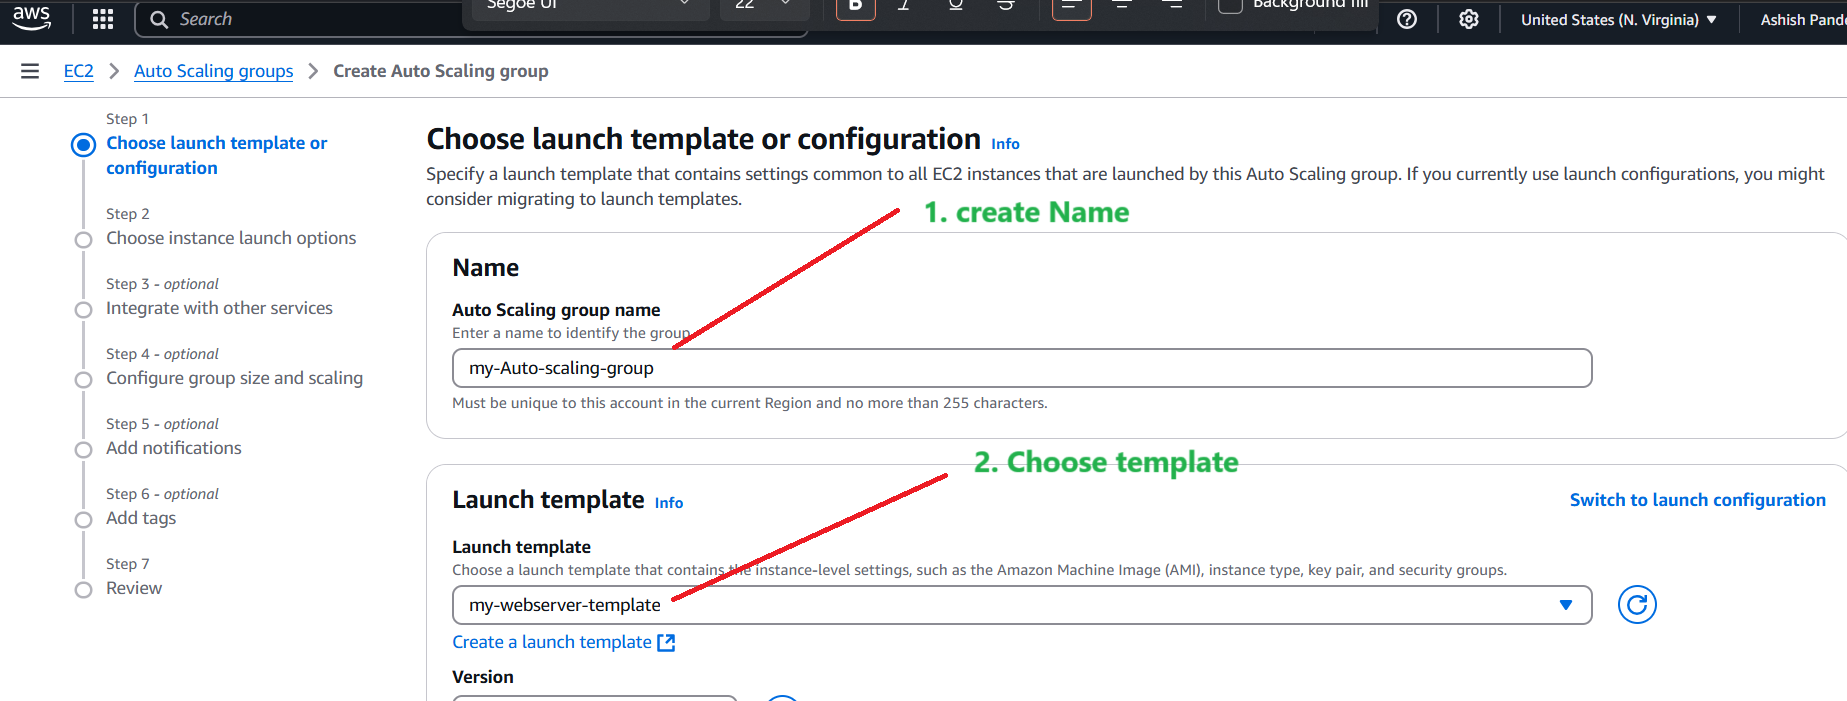 Segoe UI
22
B
Background fill
aws
Search
United States (N. Virginia)
Ashish Pande
EC2
Auto Scaling groups
Create Auto Scaling group
Step 1
Choose launch template or
configuration
Step 2
Choose instance launch options
Step 3 - optional
Integrate with other services
Step 4 - optional
Configure group size and scaling
Step 5 - optional
Add notifications
Step 6 - optional
Add tags
Step 7
Review
Choose launch template or configuration Info
Specify a launch template that contains settings common to all EC2 instances that are launched by this Auto Scaling group. If you currently use launch configurations, you might
consider migrating to launch templates.
1. create Name
Name
Auto Scaling group name
Enter a name to identify the group
my-Auto-scaling-group
Must be unique to this account in the current Region and no more than 255 characters.
2. Choose template
Launch template Info
Switch to launch configuration
Launch template
Choose a launch template that contains the instance-level settings, such as the Amazon Machine Image (AMI), instance type, key pair, and security groups.
my-webserver-template
Create a launch template
Version